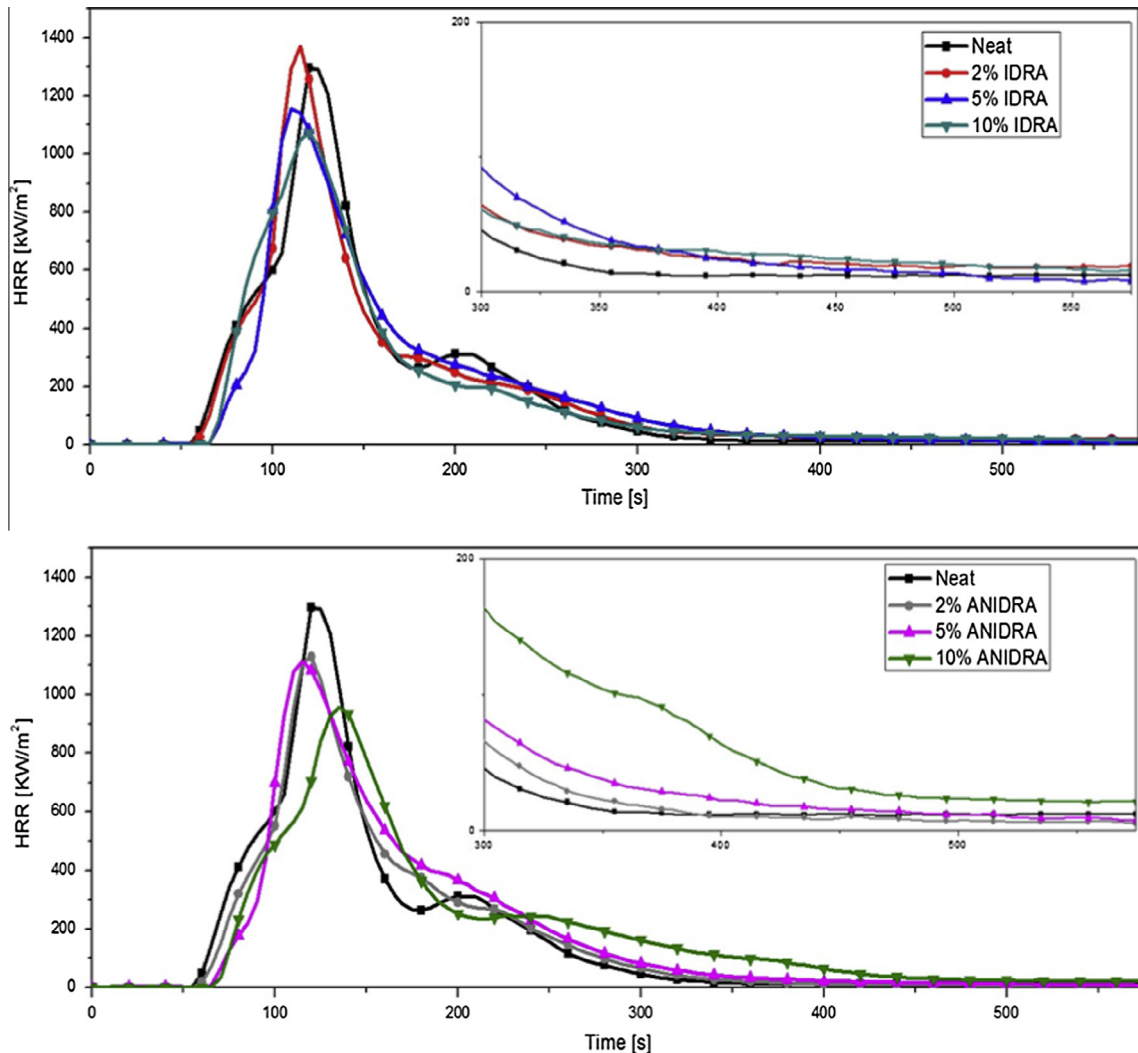 1400
1200
1000
800
600
400
200
0
HRR [kW/m²]
0 100 200 300 400 500
Time [s]
200
0
300 350 400 450 500 550
Neat
2% IDRA
5% IDRA
10% IDRA
1400
1200
1000
800
600
400
200
0
HRR [KW/m²]
0 100 200 300 400 500
Time [s]
200
0
300 400 500
Neat
2% ANIDRA
5% ANIDRA
10% ANIDRA